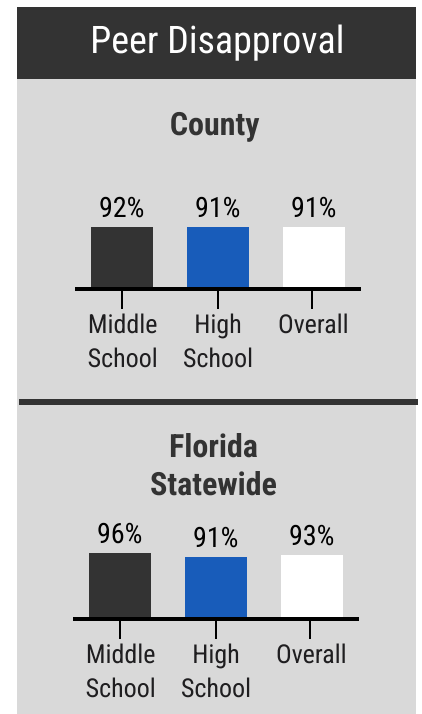 Peer Disapproval
County
92% 91% 91%
Middle School High School Overall
Florida
Statewide
96% 91% 93%
Middle School High School Overall